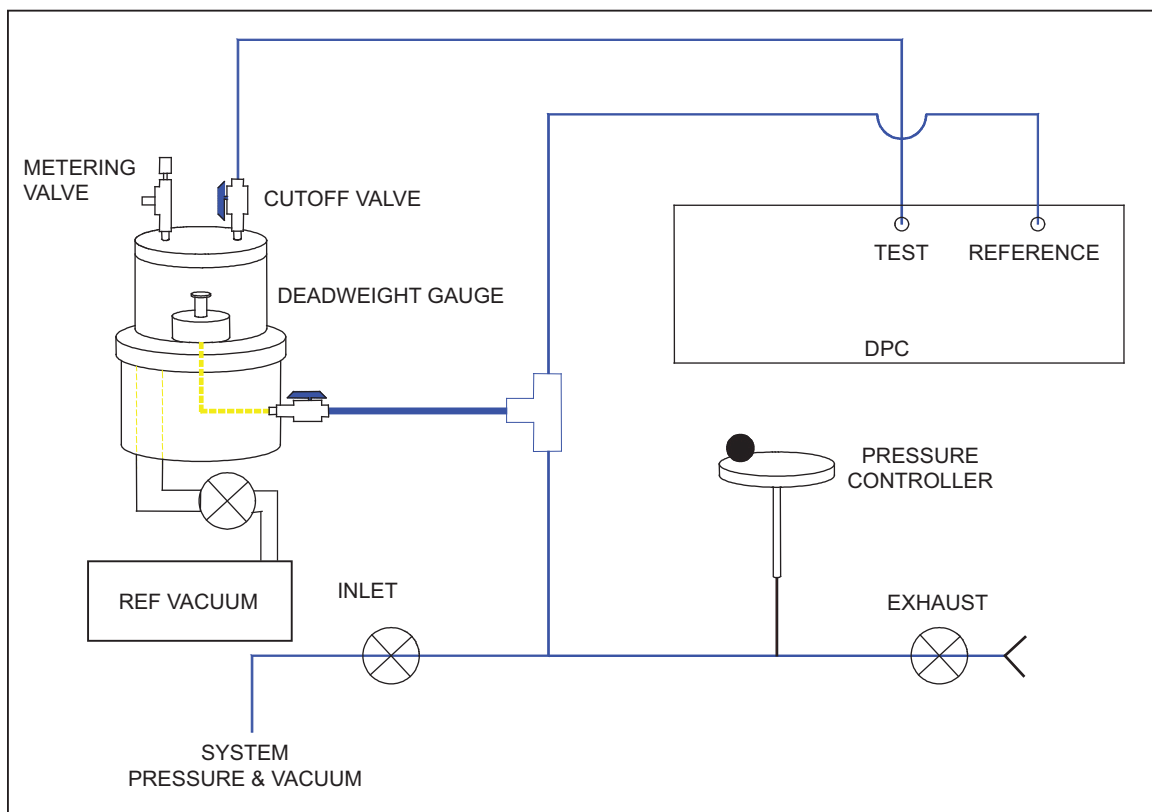 METERING
VALVE
CUTOFF VALVE
TEST
REFERENCE
DEADWEIGHT GAUGE
DPC
PRESSURE
CONTROLLER
REF VACUUM
INLET
EXHAUST
SYSTEM
PRESSURE & VACUUM